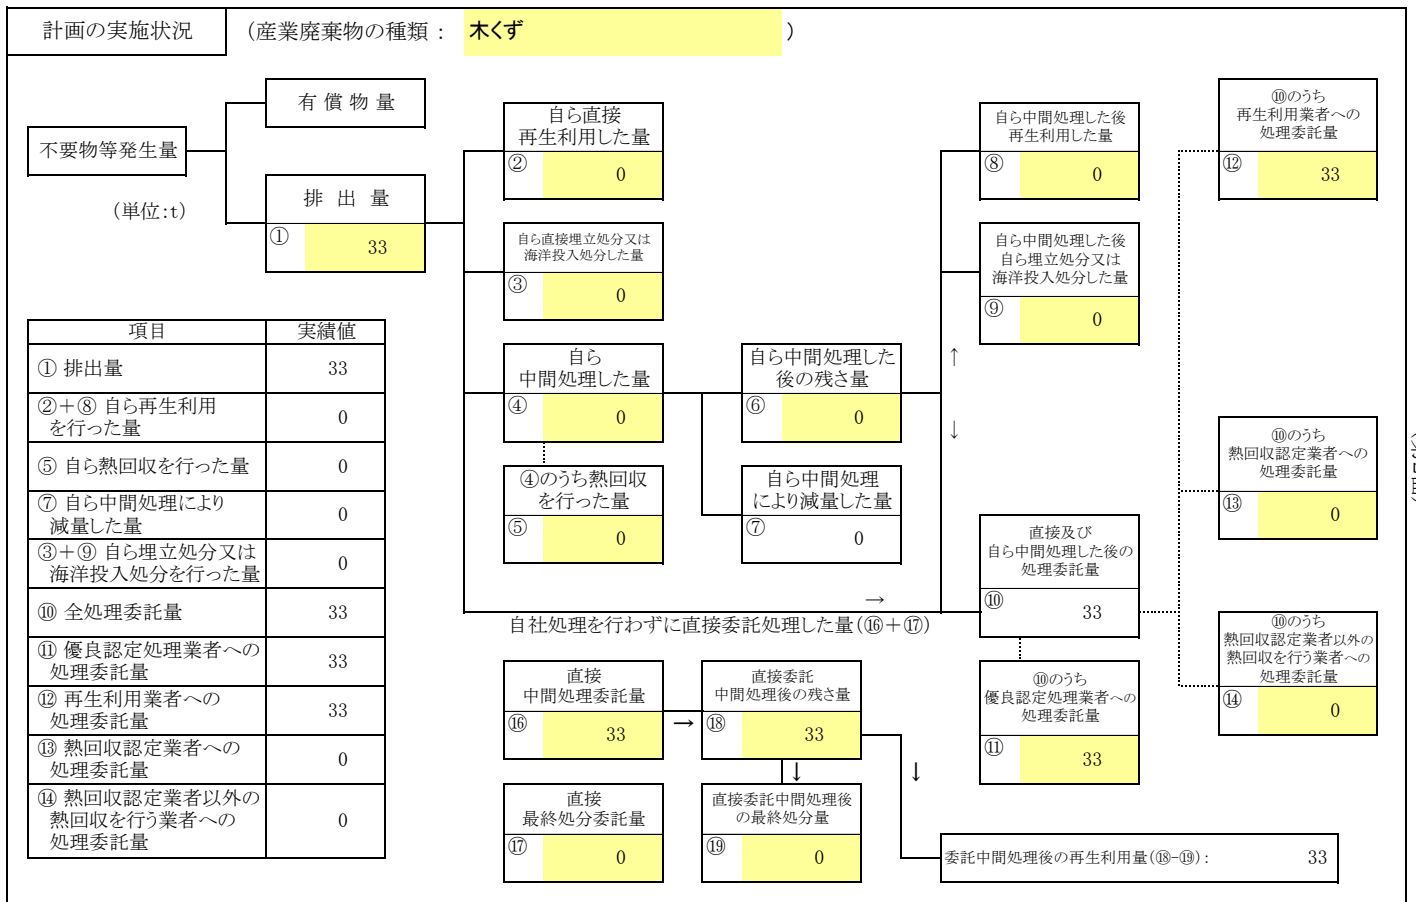 計画の実施状況
(産業廃棄物の種類： 木くず )
不要物等発生量
(単位:t)
有 償 物 量
排 出 量
① 33
自ら直接
再生利用した量
② 0
自ら直接埋立処分又は
海洋投入処分した量
③ 0
自ら
中間処理した量
④ 0
④のうち熱回収
を行った量
⑤ 0
自ら中間処理した
後の残さ量
⑥ 0
自ら中間処理
により減量した量
⑦ 0
自ら中間処理した後
再生利用した量
⑧ 0
自ら中間処理した後
自ら埋立処分又は
海洋投入処分した量
⑨ 0
↑
↓
直接及び
自ら中間処理した後の
処理委託量
⑩ 33
⑩のうち
優良認定処理業者への
処理委託量
⑪ 33
⑩のうち
再生利用業者への
処理委託量
⑫ 33
⑩のうち
熱回収認定業者への
処理委託量
⑬ 0
⑩のうち
熱回収認定業者以外の
熱回収を行う業者への
処理委託量
⑭ 0
→
自社処理を行わずに直接委託処理した量(⑯＋⑰)
直接
中間処理委託量
⑯ 33
→
直接委託
中間処理後の残さ量
⑱ 33
↓
↓
直接
最終処分委託量
⑰ 0
直接委託中間処理後
の最終処分量
⑲ 0
委託中間処理後の再生利用量(⑱-⑲)： 33
項目 実績値
① 排出量 33
②＋⑧ 自ら再生利用
を行った量 0
⑤ 自ら熱回収を行った量 0
⑦ 自ら中間処理により
減量した量 0
③＋⑨ 自ら埋立処分又は
海洋投入処分を行った量 0
⑩ 全処理委託量 33
⑪ 優良認定処理業者への
処理委託量 33
⑫ 再生利用業者への
処理委託量 33
⑬ 熱回収認定業者への
処理委託量 0
⑭ 熱回収認定業者以外の
熱回収を行う業者への
処理委託量 0